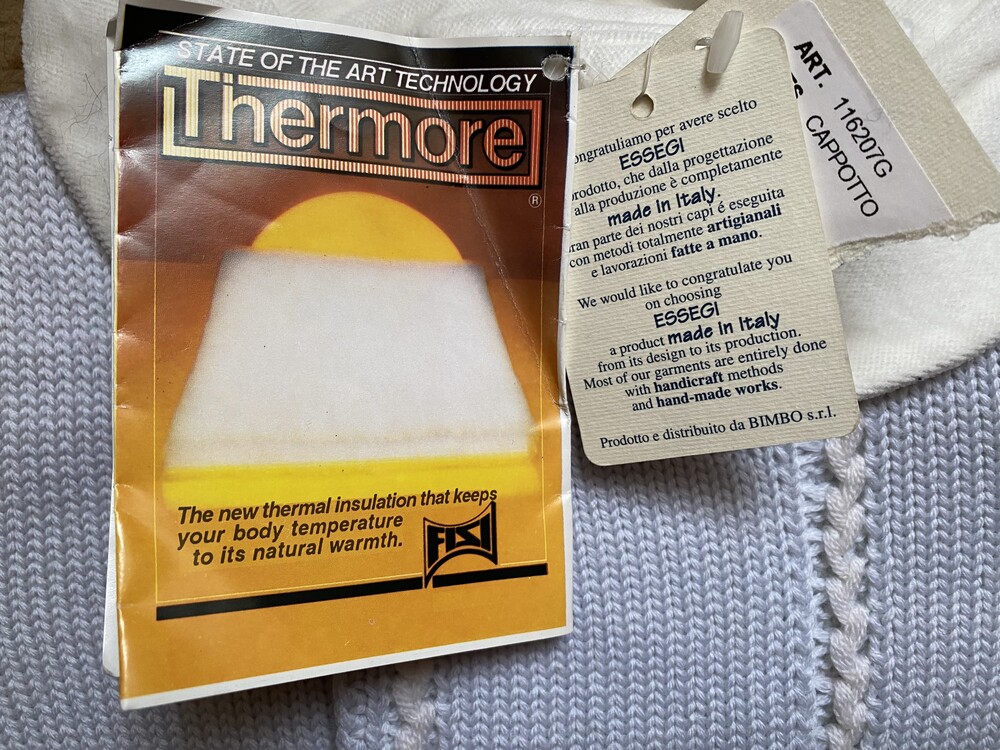 STATE OF THE ART TECHNOLOGY
Thermore
®
The new thermal insulation that keeps
your body temperature
to its natural warmth.
FISI
ongratuliamo per avere scelto
ESSEGI
prodotto, che dalla progettazione
alla produzione è completamente
made in Italy.
ran parte dei nostri capi é eseguita
con metodi totalmente artigianali
e lavorazioni fatte a mano.
We would like to congratulate you
on choosing
ESSEGI
a product made in Italy
from its design to its production.
Most of our garments are entirely done
with handicraft methods
and hand-made works.
Prodotto e distribuito da BIMBO s.r.l.
ART. 116207G
CAPPOTTO